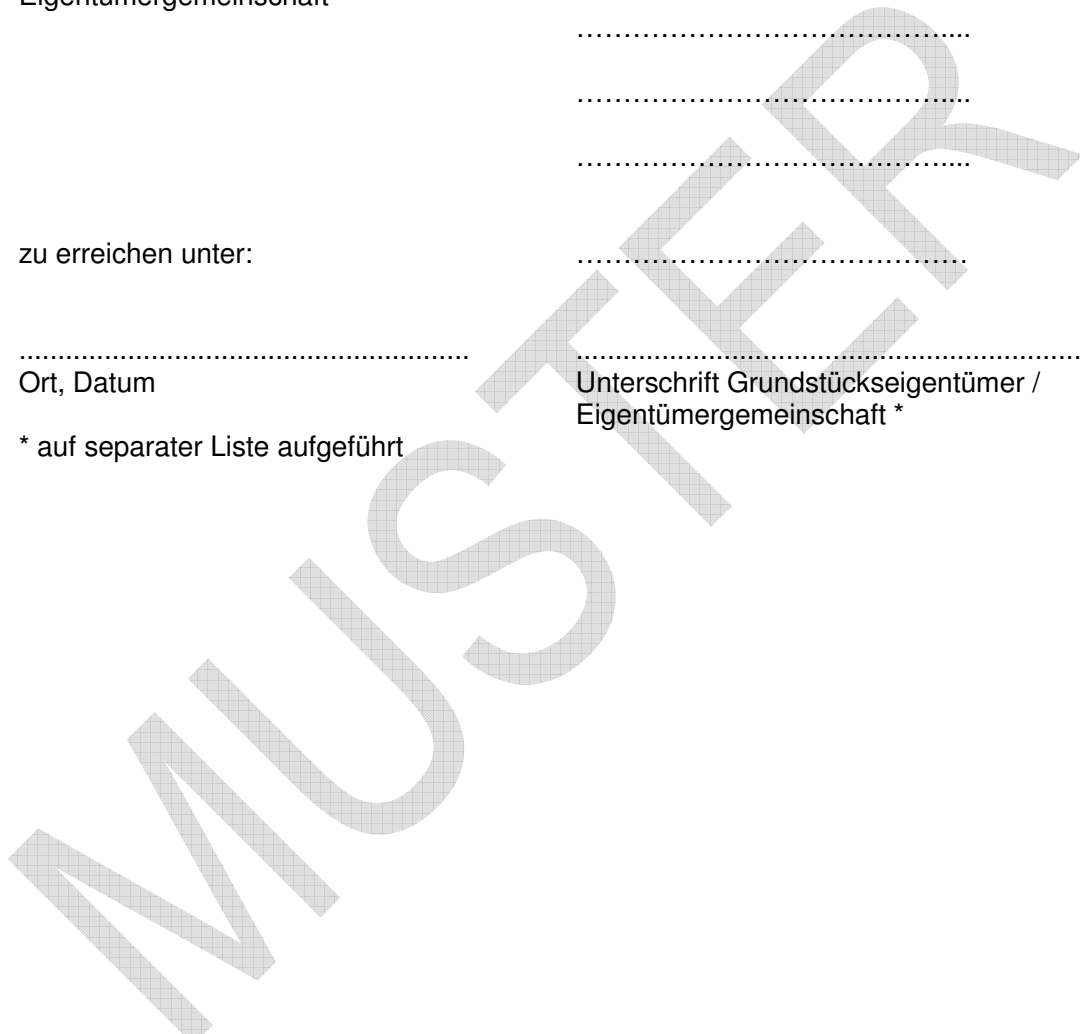 Eigentümergemeinschaft
…………………………………....
…………………………………....
…………………………………....
zu erreichen unter: ……………………………………
.......................................................... .................................................................
Ort, Datum Unterschrift Grundstückseigentümer /
Eigentümergemeinschaft *
* auf separater Liste aufgeführt
MUSTER